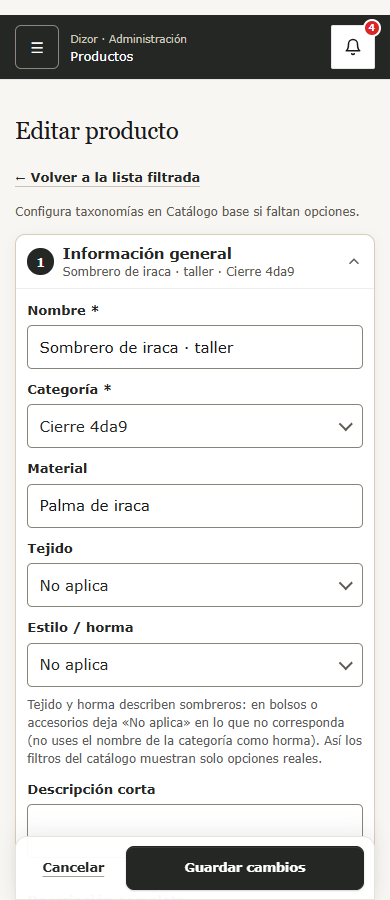 Dizor · Administración
Productos
4
Editar producto
← Volver a la lista filtrada
Configura taxonomías en Catálogo base si faltan opciones.
1
Información general
Sombrero de iraca · taller · Cierre 4da9
Nombre *
Sombrero de iraca · taller
Categoría *
Cierre 4da9
Material
Palma de iraca
Tejido
No aplica
Estilo / horma
No aplica
Tejido y horma describen sombreros: en bolsos o
accesorios deja «No aplica» en lo que no corresponda
(no uses el nombre de la categoría como horma). Así los
filtros del catálogo muestran solo opciones reales.
Descripción corta
Cancelar
Guardar cambios